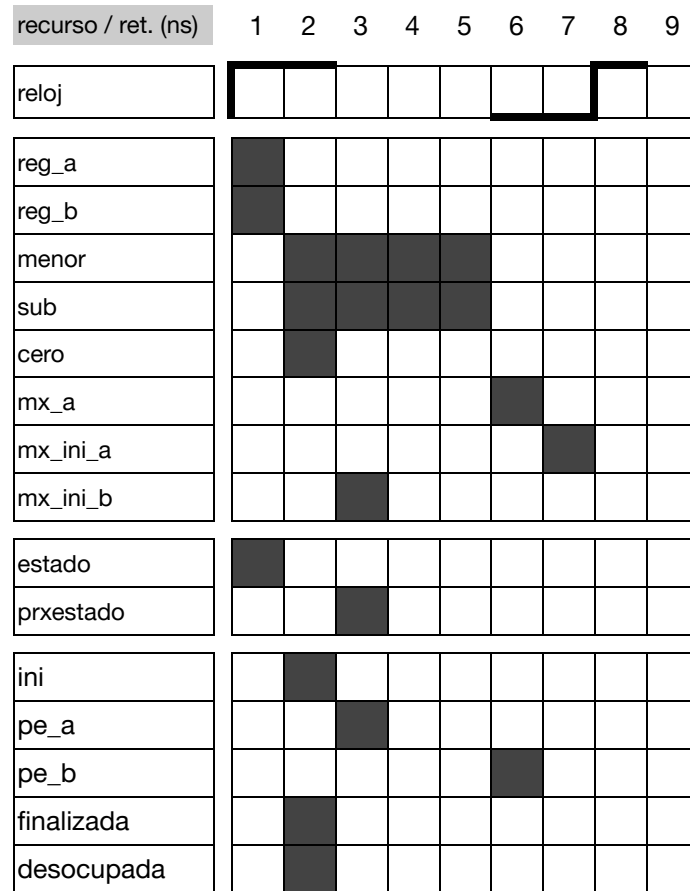 recurso / ret. (ns) 1 2 3 4 5 6 7 8 9
reloj
reg_a
reg_b
menor
sub
cero
mx_a
mx_ini_a
mx_ini_b
estado
prxestado
ini
pe_a
pe_b
finalizada
desocupada